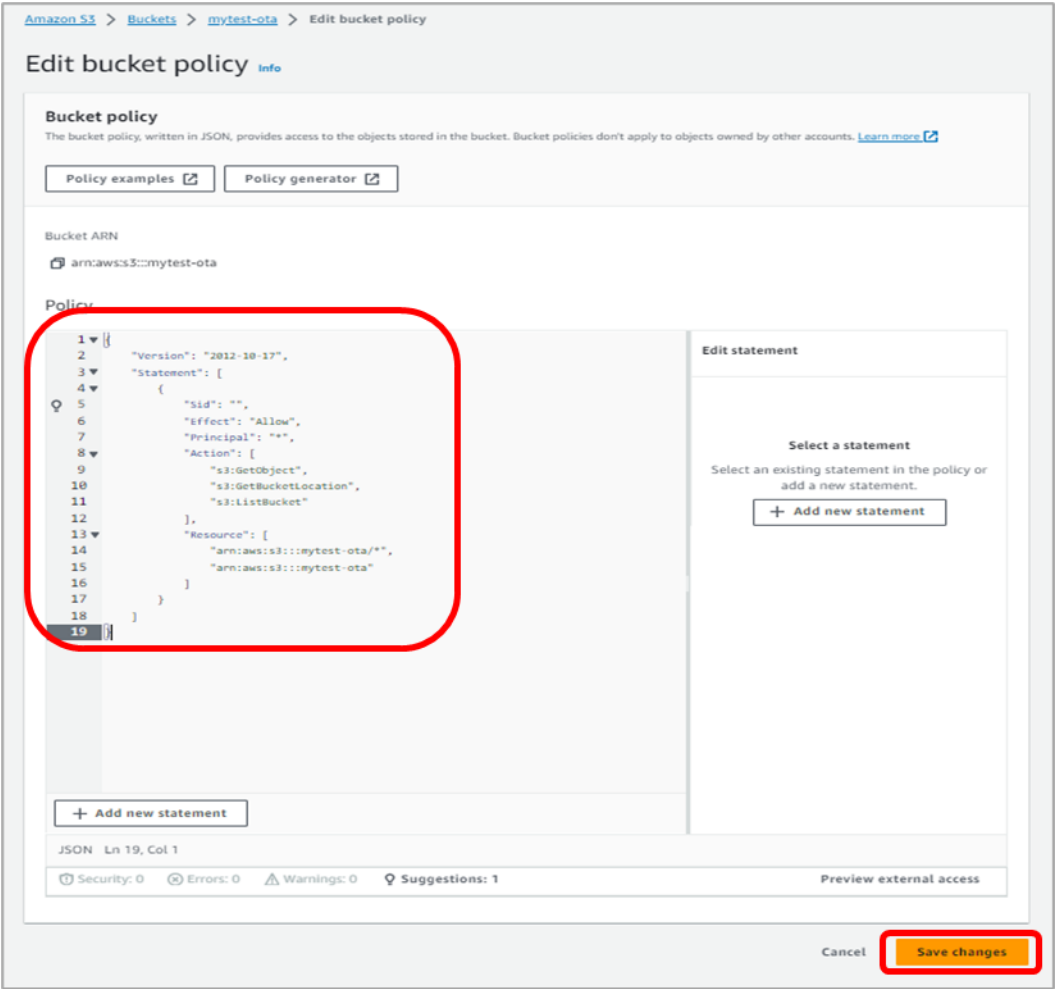 Amazon S3 > Buckets > mytest-ota > Edit bucket policy
Edit bucket policy Info
Bucket policy
The bucket policy, written in JSON, provides access to the objects stored in the bucket. Bucket policies don't apply to objects owned by other accounts. Learn more
Policy examples Policy generator
Bucket ARN
arn:aws:s3:::mytest-ota
Policy
1 {
2 "Version": "2012-10-17",
3 "Statement": [
4 {
5 "Sid": "",
6 "Effect": "Allow",
7 "Principal": "*",
8 "Action": [
9 "s3:GetObject",
10 "s3:GetBucketLocation",
11 "s3:ListBucket"
12 ],
13 "Resource": [
14 "arn:aws:s3:::mytest-ota/*",
15 "arn:aws:s3:::mytest-ota"
16 ]
17 }
18 ]
19 }
Edit statement
Select a statement
Select an existing statement in the policy or
add a new statement.
+ Add new statement
+ Add new statement
JSON Ln 19, Col 1
Security: 0 Errors: 0 Warnings: 0 Suggestions: 1 Preview external access
Cancel Save changes